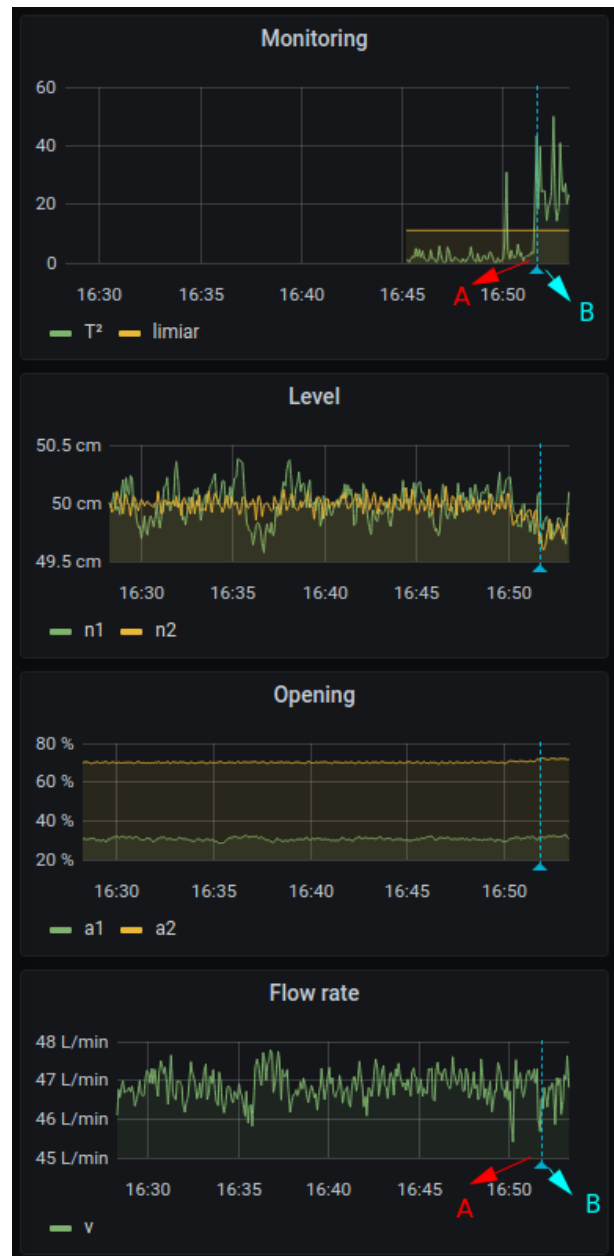 Monitoring
60
40
20
0
16:30 16:35 16:40 16:45 16:50
A
B
T² limiar
Level
50.5 cm
50 cm
49.5 cm
16:30 16:35 16:40 16:45 16:50
n1 n2
Opening
80 %
60 %
40 %
20 %
16:30 16:35 16:40 16:45 16:50
a1 a2
Flow rate
48 L/min
47 L/min
46 L/min
45 L/min
16:30 16:35 16:40 16:45 16:50
A
B
v